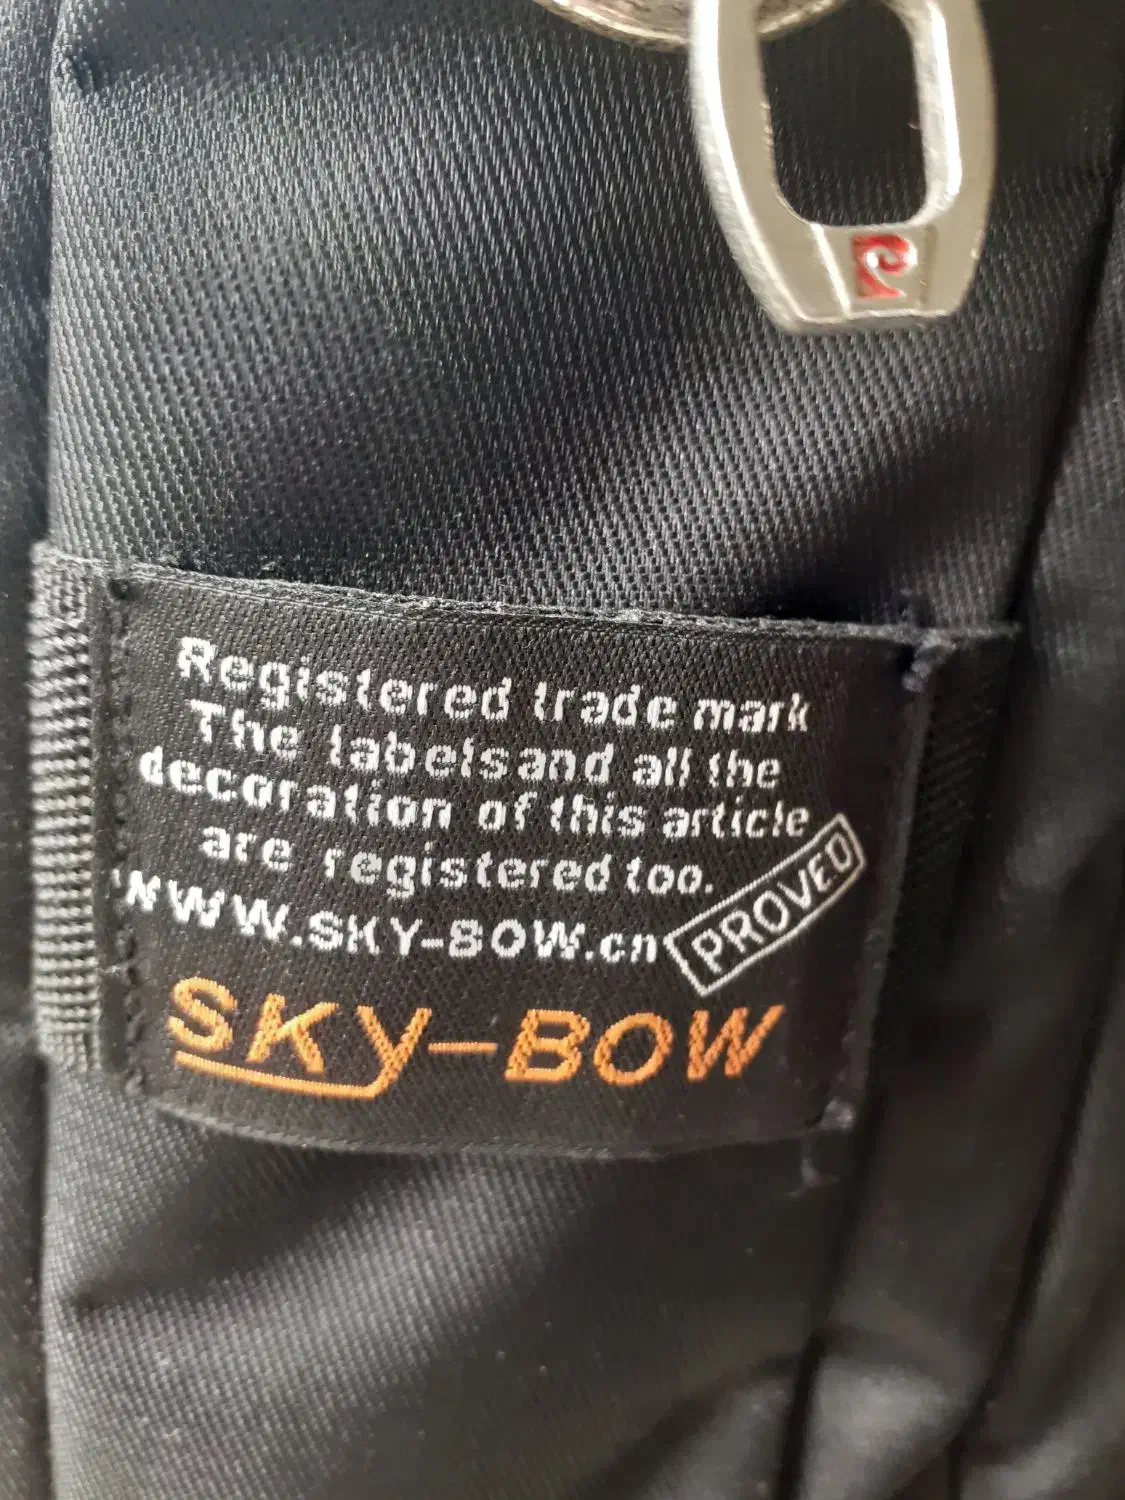 Registered trade mark
The labelsand all the
decoration of this article
are registered too.
WWW.SKY-BOW.cn
PROVED
SKY-BOW